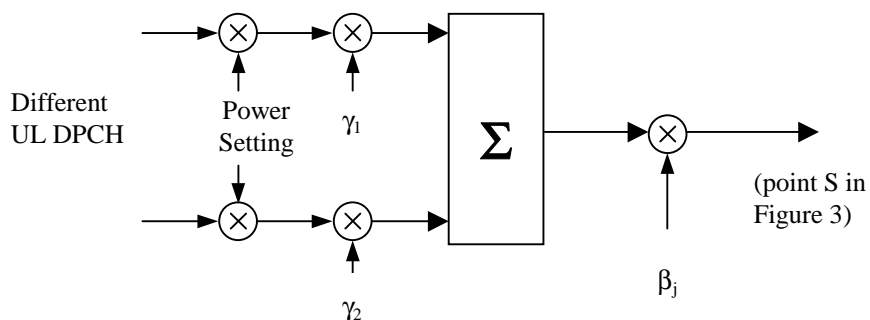 Different
UL DPCH
Power
Setting
γ1
Σ
(point S in
Figure 3)
βj
γ2